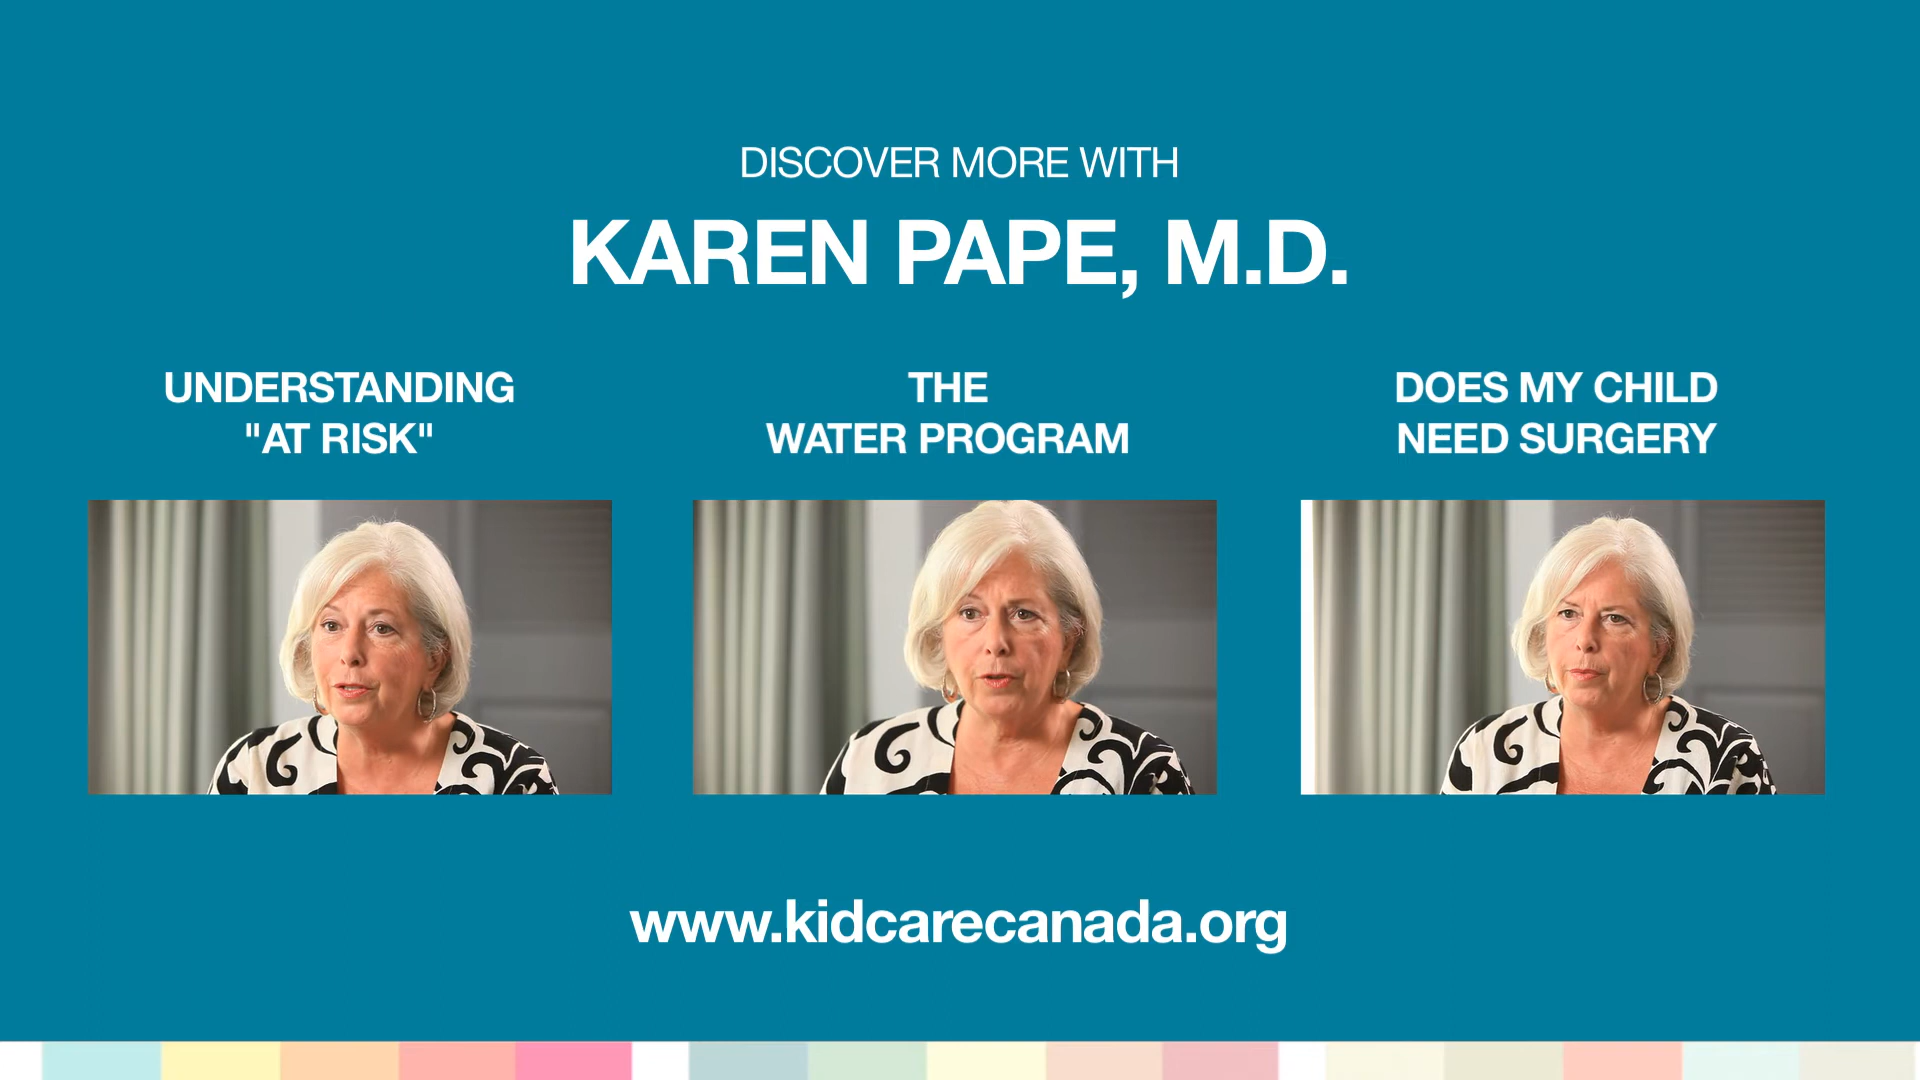 DISCOVER MORE WITH
KAREN PAPE, M.D.
UNDERSTANDING
"AT RISK"
THE
WATER PROGRAM
DOES MY CHILD
NEED SURGERY
www.kidcarecanada.org